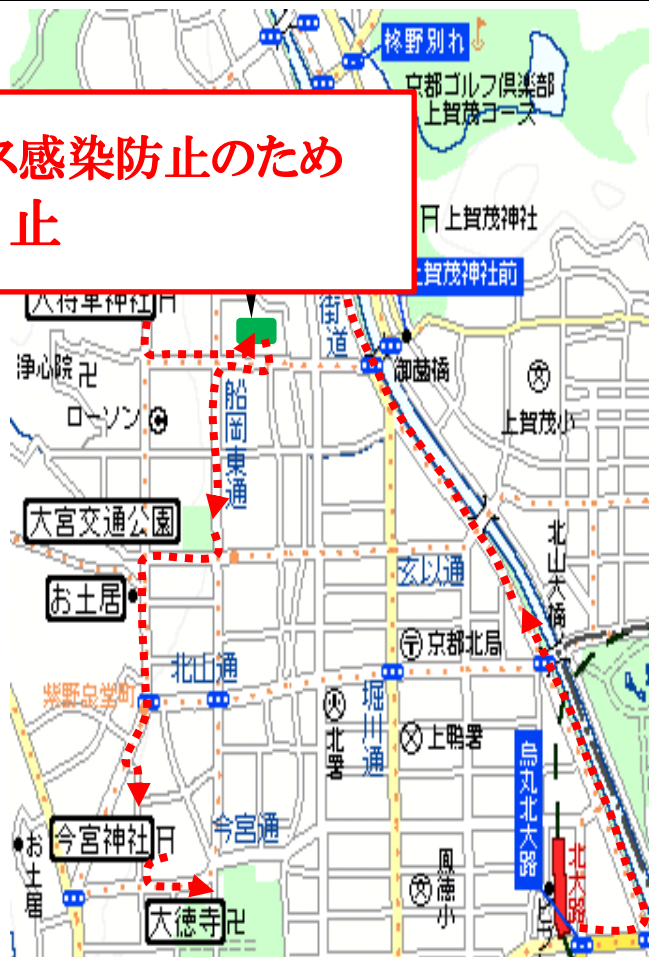 柊野別れ
京都ゴルフ倶楽部
上賀茂コース
ス感染防止のため
止
上賀茂神社
上賀茂神社前
大将軍神社
街道
浄心院
御薗橋
船岡東通
ローソン
上賀茂小
大宮交通公園
北山大橋
玄以通
お土居
京都北局
北山通
紫野泉堂町
堀川通
北署
上鴨署
烏丸北大路
今宮神社
今宮通
お土居
鳳徳小
北大路
大徳寺